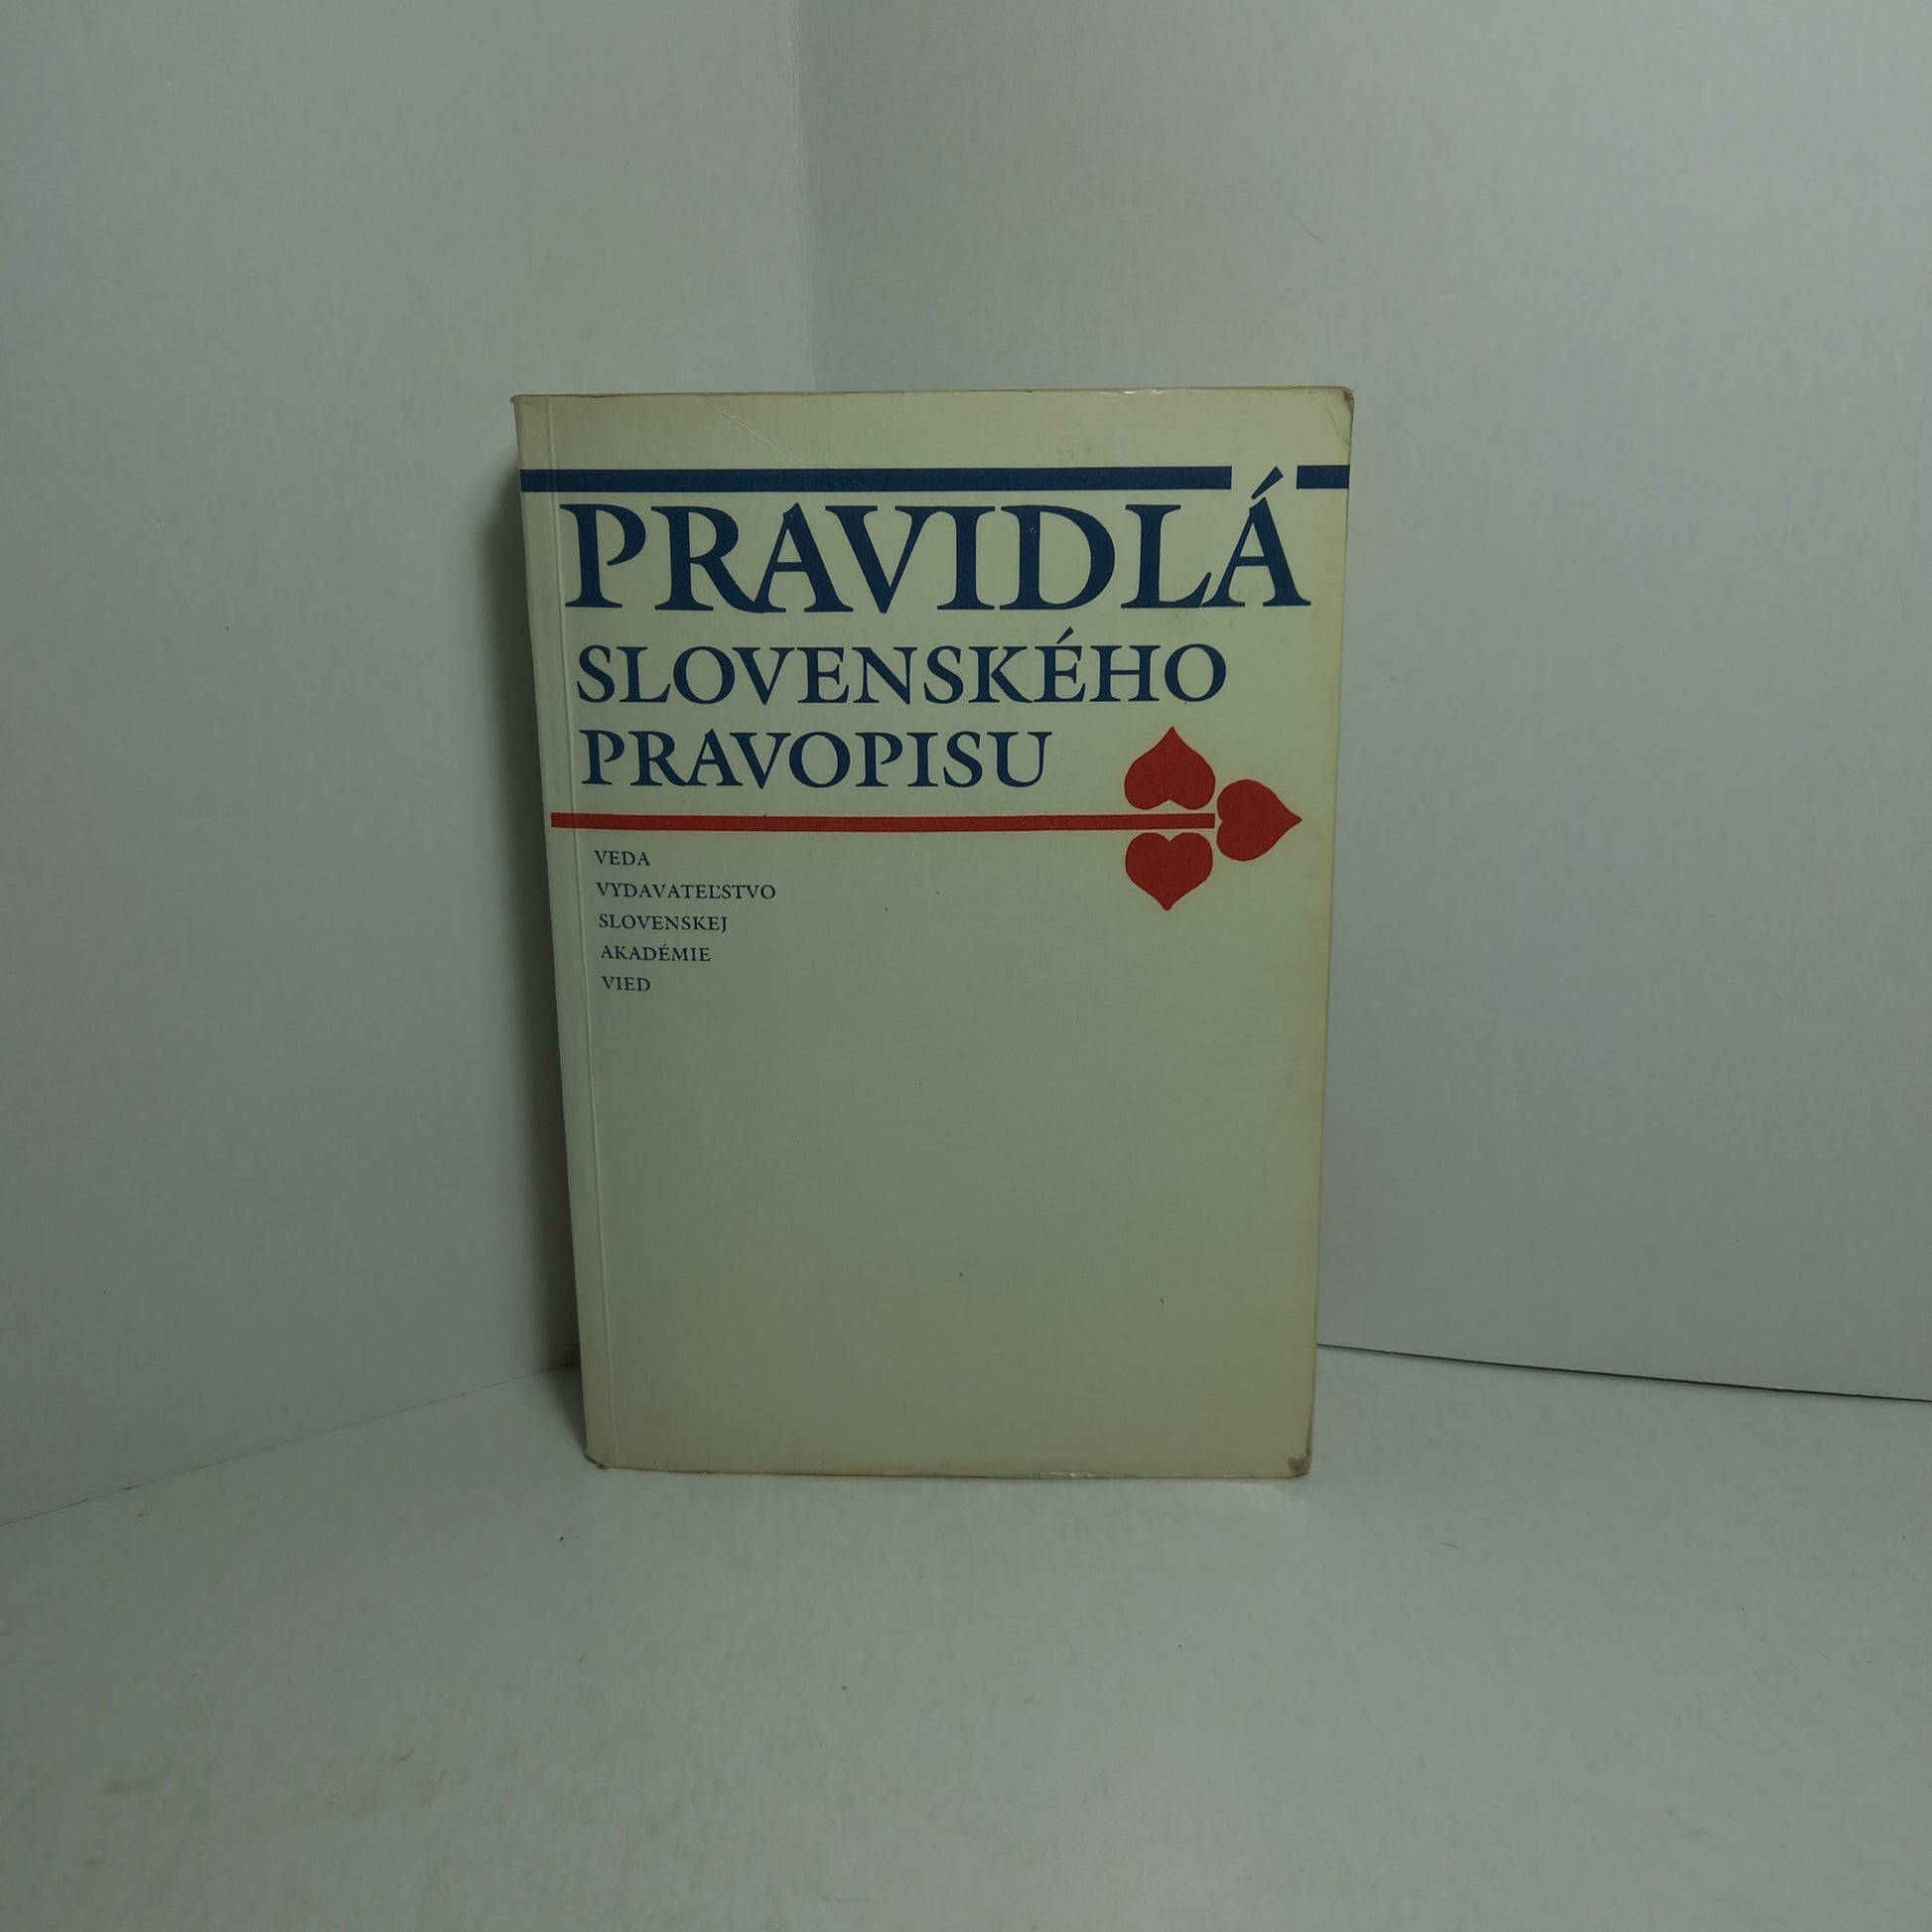 PRAVIDLÁ
SLOVENSKÉHO
PRAVOPISU
VEDA
VYDAVATEĽSTVO
SLOVENSKEJ
AKADÉMIE
VIED